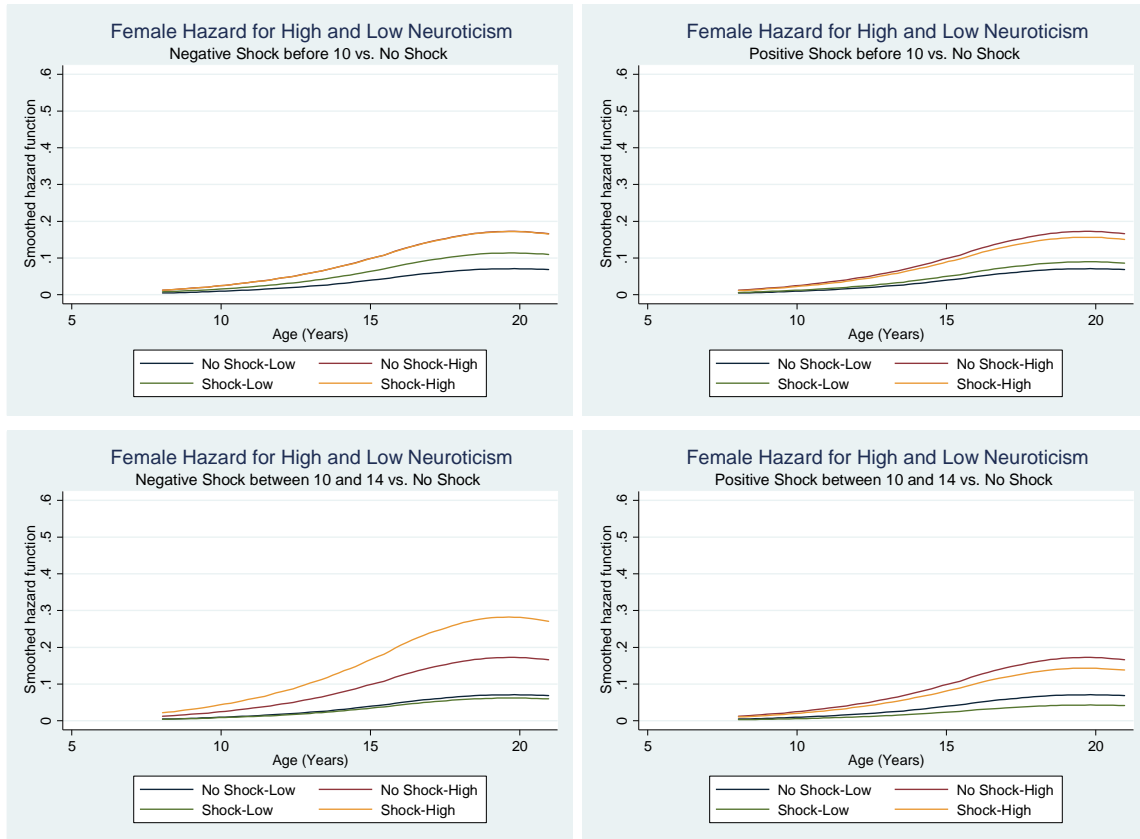 Female Hazard for High and Low Neuroticism
Negative Shock before 10 vs. No Shock
Smoothed hazard function
.6
.5
.4
.3
.2
.1
0
5 10 15 20
Age (Years)
No Shock-Low No Shock-High
Shock-Low Shock-High
Female Hazard for High and Low Neuroticism
Positive Shock before 10 vs. No Shock
Smoothed hazard function
.6
.5
.4
.3
.2
.1
0
5 10 15 20
Age (Years)
No Shock-Low No Shock-High
Shock-Low Shock-High
Female Hazard for High and Low Neuroticism
Negative Shock between 10 and 14 vs. No Shock
Smoothed hazard function
.6
.5
.4
.3
.2
.1
0
5 10 15 20
Age (Years)
No Shock-Low No Shock-High
Shock-Low Shock-High
Female Hazard for High and Low Neuroticism
Positive Shock between 10 and 14 vs. No Shock
Smoothed hazard function
.6
.5
.4
.3
.2
.1
0
5 10 15 20
Age (Years)
No Shock-Low No Shock-High
Shock-Low Shock-High